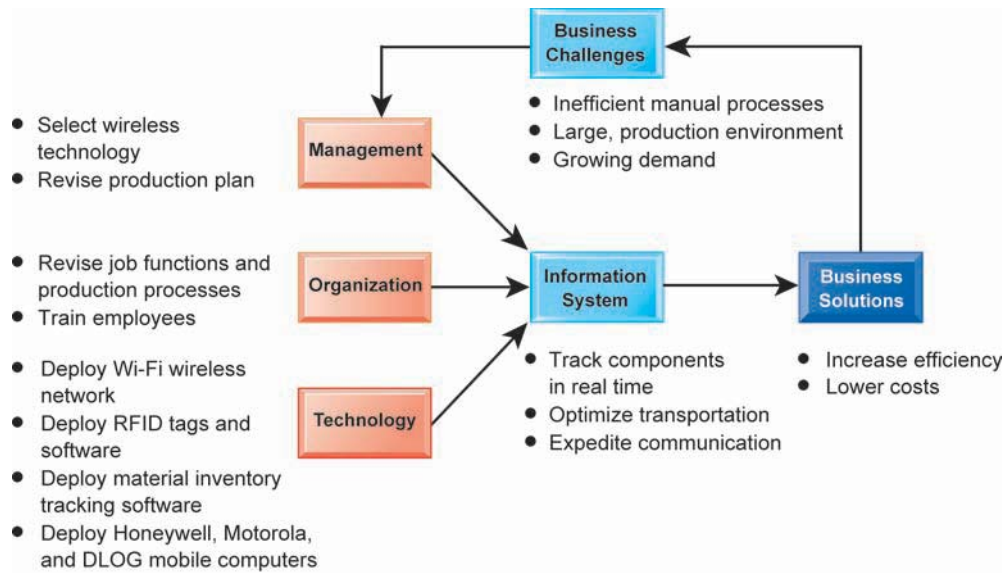 Business
Challenges
• Inefficient manual processes
• Large, production environment
• Growing demand
• Select wireless
technology
• Revise production plan
Management
• Revise job functions and
production processes
• Train employees
Organization
Information
System
Business
Solutions
• Deploy Wi-Fi wireless
network
• Deploy RFID tags and
software
• Deploy material inventory
tracking software
• Deploy Honeywell, Motorola,
and DLOG mobile computers
Technology
• Track components
in real time
• Optimize transportation
• Expedite communication
• Increase efficiency
• Lower costs